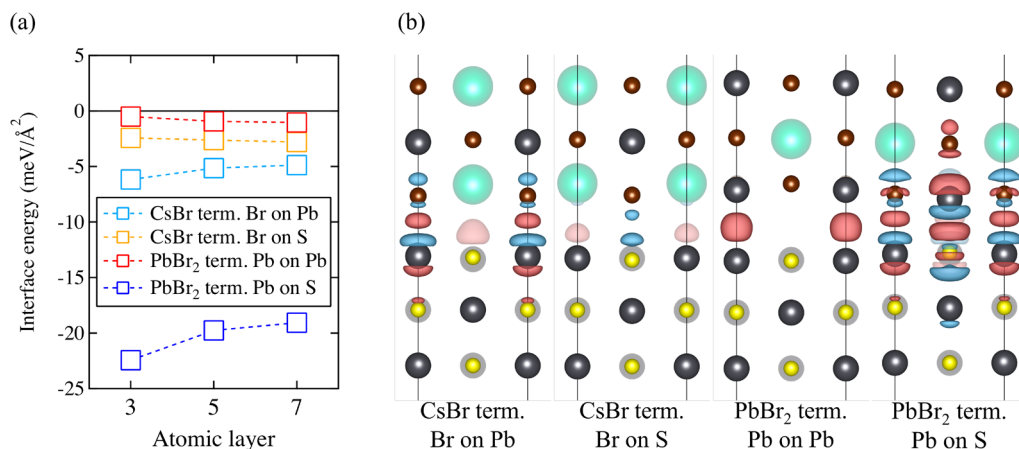 (a)
(b)
Interface energy (meV/Å²)
5
0
-5
-10
-15
-20
-25
CsBr term. Br on Pb
CsBr term. Br on S
PbBr₂ term. Pb on Pb
PbBr₂ term. Pb on S
3 5 7
Atomic layer
CsBr term.
Br on Pb
CsBr term.
Br on S
PbBr₂ term.
Pb on Pb
PbBr₂ term.
Pb on S